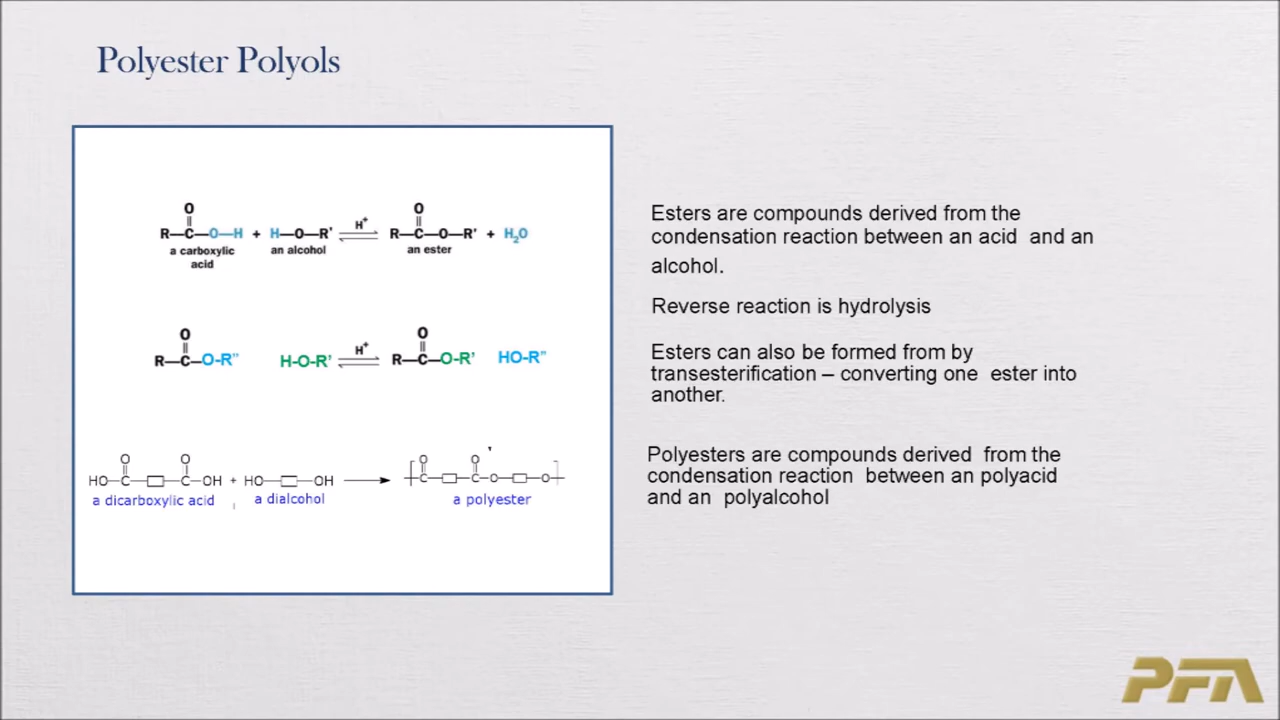 Polyester Polyols
O
R—C—O—H + H—O—R' H⁺ R—C—O—R' + H₂O
a carboxylic acid
an alcohol
an ester
O
R—C—O-R" H-O-R' H⁺ R—C—O-R' HO-R"
O O
HO—C—C—OH + HO—OH C—C—O—O
a dicarboxylic acid
a dialcohol
a polyester
Esters are compounds derived from the
condensation reaction between an acid and an
alcohol.
Reverse reaction is hydrolysis
Esters can also be formed from by
transesterification – converting one ester into
another.
Polyesters are compounds derived from the
condensation reaction between an polyacid
and an polyalcohol
PFA